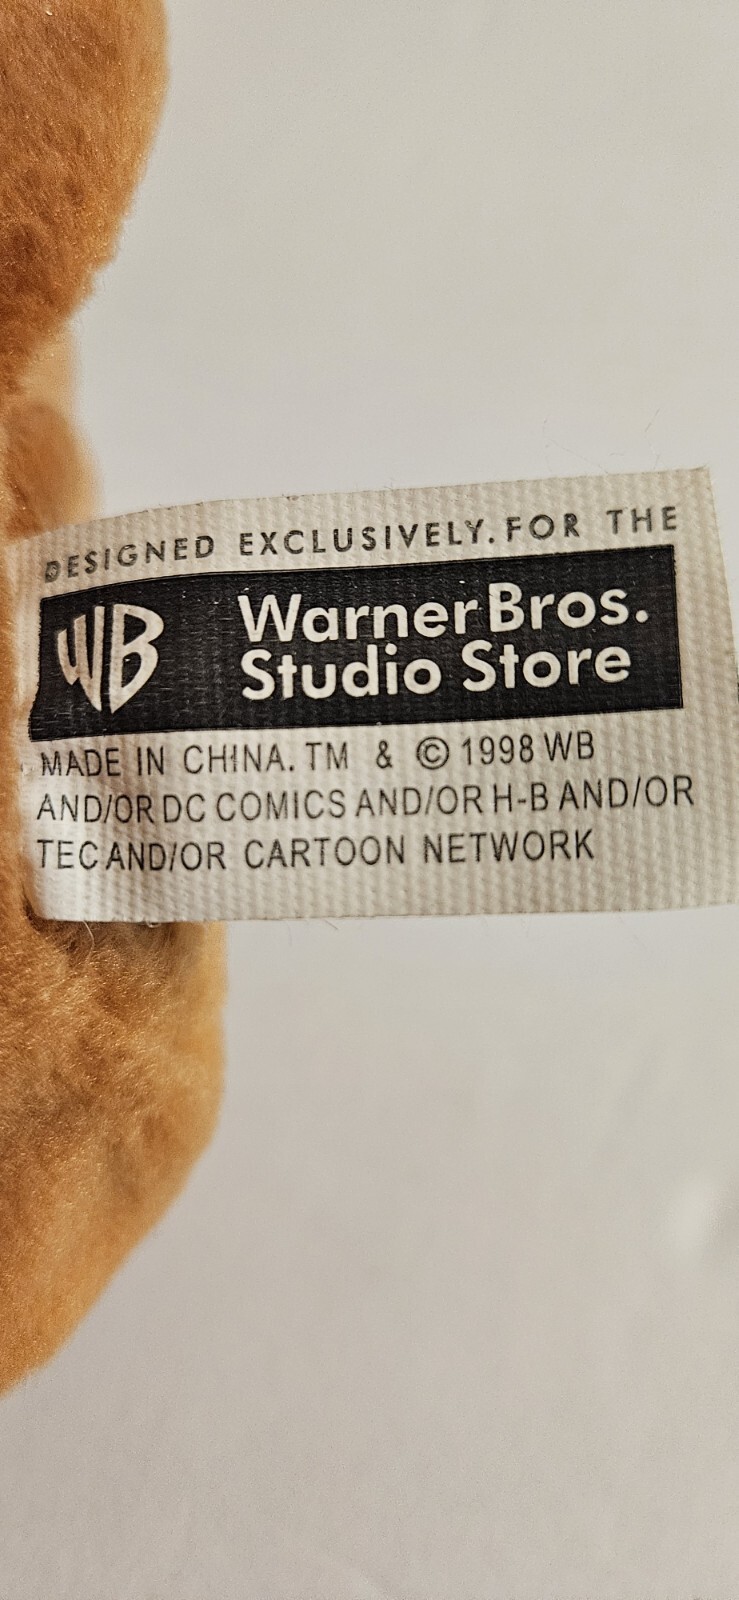 DESIGNED EXCLUSIVELY. FOR THE
WB
Warner Bros.
Studio Store
MADE IN CHINA. TM & © 1998 WB
AND/OR DC COMICS AND/OR H-B AND/OR
TEC AND/OR CARTOON NETWORK